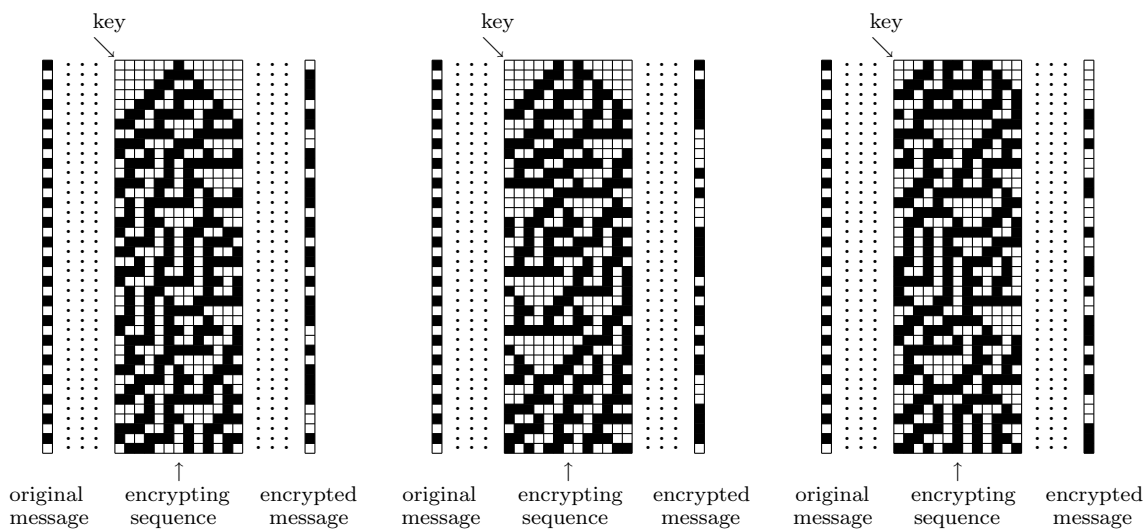 key key key
original encrypting encrypted original encrypting encrypted original encrypting encrypted
message sequence message message sequence message message sequence message